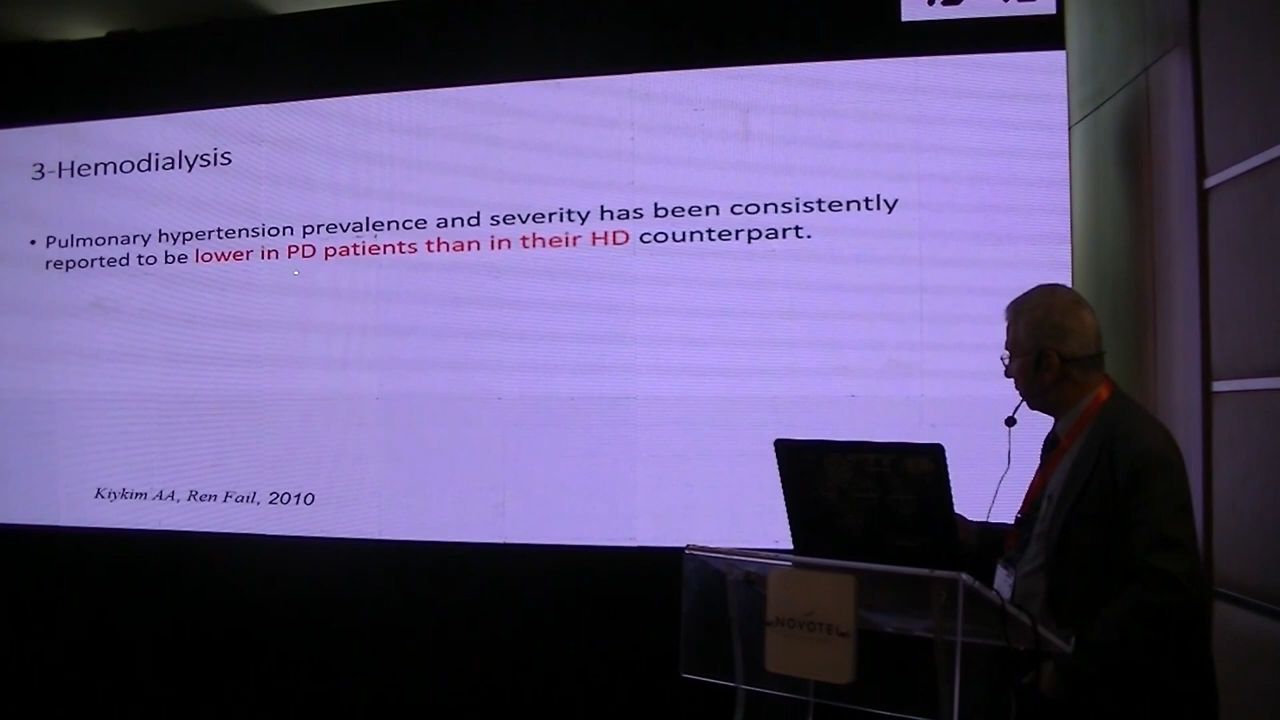 3-Hemodialysis
• Pulmonary hypertension prevalence and severity has been consistently
reported to be lower in PD patients than in their HD counterpart.
Kiykim AA, Ren Fail, 2010
NOVOTEL